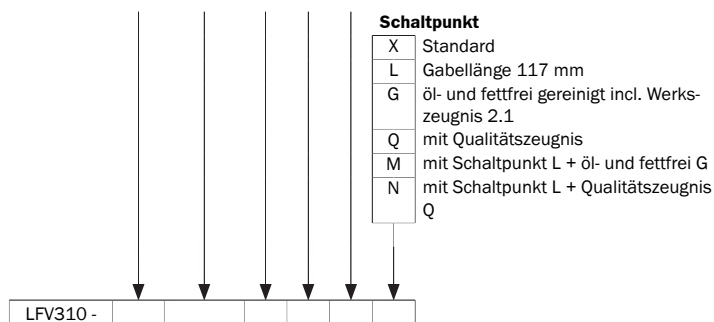 Schaltpunkt
X Standard
L Gabellänge 117 mm
G öl- und fettfrei gereinigt incl. Werks-
zeugnis 2.1
Q mit Qualitätszeugnis
M mit Schaltpunkt L + öl- und fettfrei G
N mit Schaltpunkt L + Qualitätszeugnis
Q
LFV310 -